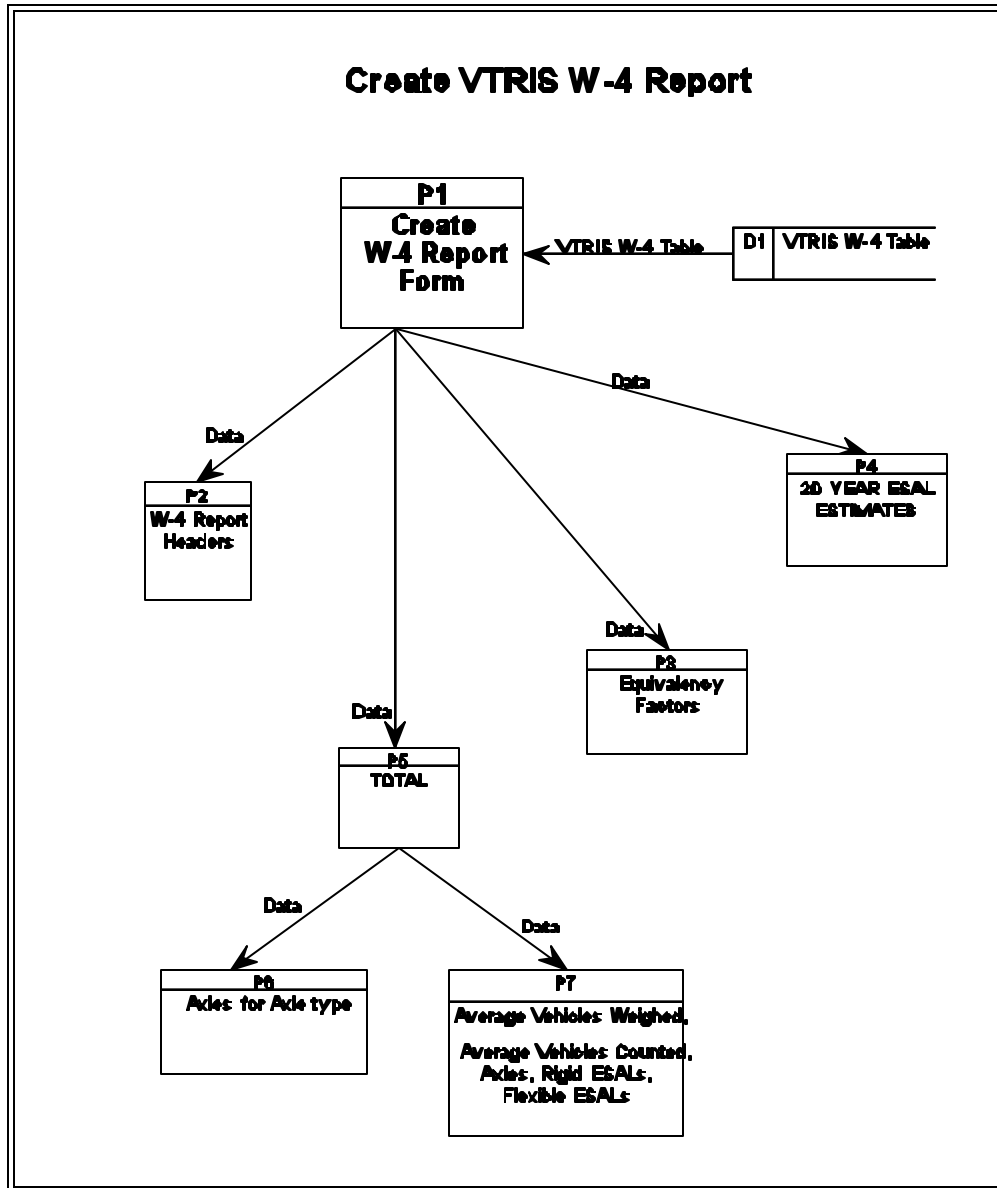 Create VTRIS W-4 Report
P1
Create
W-4 Report
Form
VTRIS W-4 Table
D1 VTRIS W-4 Table
Data
Data
P4
20 YEAR ESAL
ESTIMATES
P2
W-4 Report
Headers
Data
P3
Equivalency
Factors
Data
P5
TOTAL
Data
Data
P6
Axles for Axle type
P7
Average Vehicles Weighed,
Average Vehicles Counted,
Axles, Rigid ESALs,
Flexible ESALs